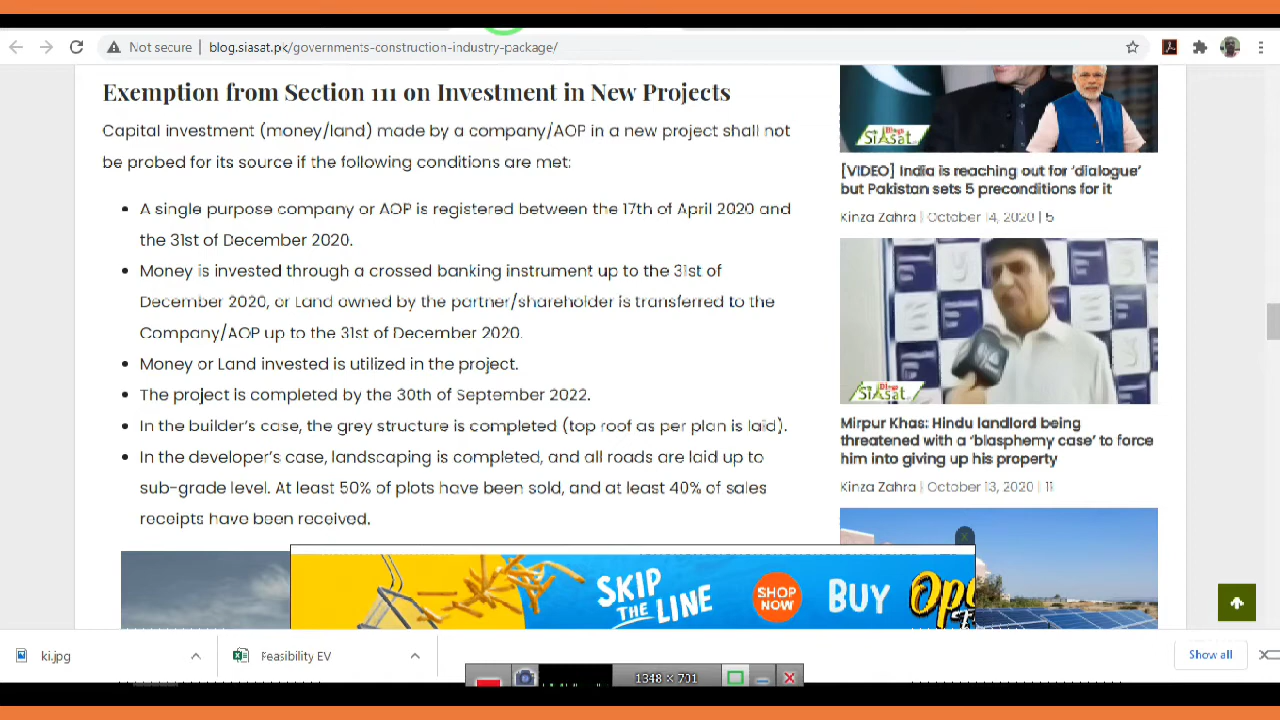 Not secure | blog.siasat.pk/governments-construction-industry-package/
Exemption from Section 111 on Investment in New Projects
Capital investment (money/land) made by a company/AOP in a new project shall not
be probed for its source if the following conditions are met:
• A single purpose company or AOP is registered between the 17th of April 2020 and
the 31st of December 2020.
• Money is invested through a crossed banking instrument up to the 31st of
December 2020, or Land owned by the partner/shareholder is transferred to the
Company/AOP up to the 31st of December 2020.
• Money or Land invested is utilized in the project.
• The project is completed by the 30th of September 2022.
• In the builder's case, the grey structure is completed (top roof as per plan is laid).
• In the developer's case, landscaping is completed, and all roads are laid up to
sub-grade level. At least 50% of plots have been sold, and at least 40% of sales
receipts have been received.
Blogs
SiAsat
[VIDEO] India is reaching out for 'dialogue'
but Pakistan sets 5 preconditions for it
Kinza Zahra | October 14, 2020 | 5
Blogs
SiAsat
Mirpur Khas: Hindu landlord being
threatened with a 'blasphemy case' to force
him into giving up his property
Kinza Zahra | October 13, 2020 | 11
SKIP
THE LINE
SHOP
NOW
BUY
ki.jpg
Feasibility EV
Show all
1348 x 701